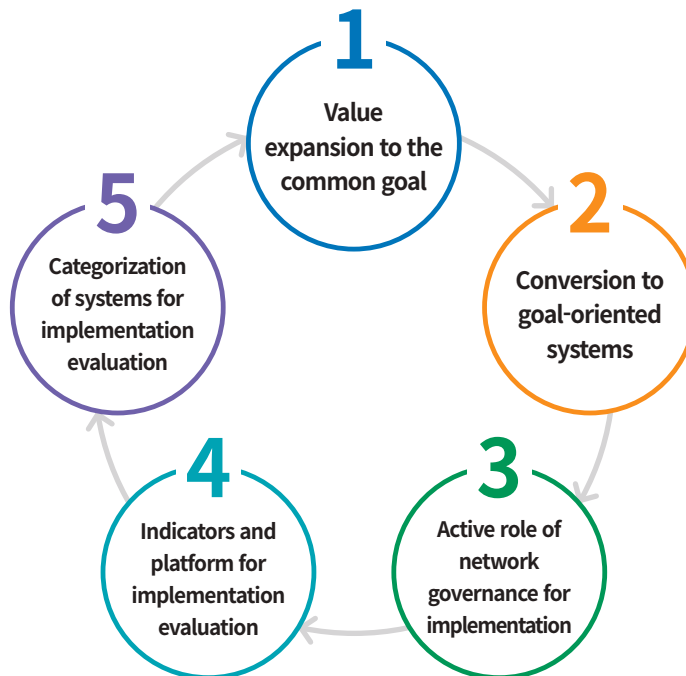 1
Value
expansion to the
common goal
2
Conversion to
goal-oriented
systems
3
Active role of
network
governance for
implementation
4
Indicators and
platform for
implementation
evaluation
5
Categorization
of systems for
implementation
evaluation